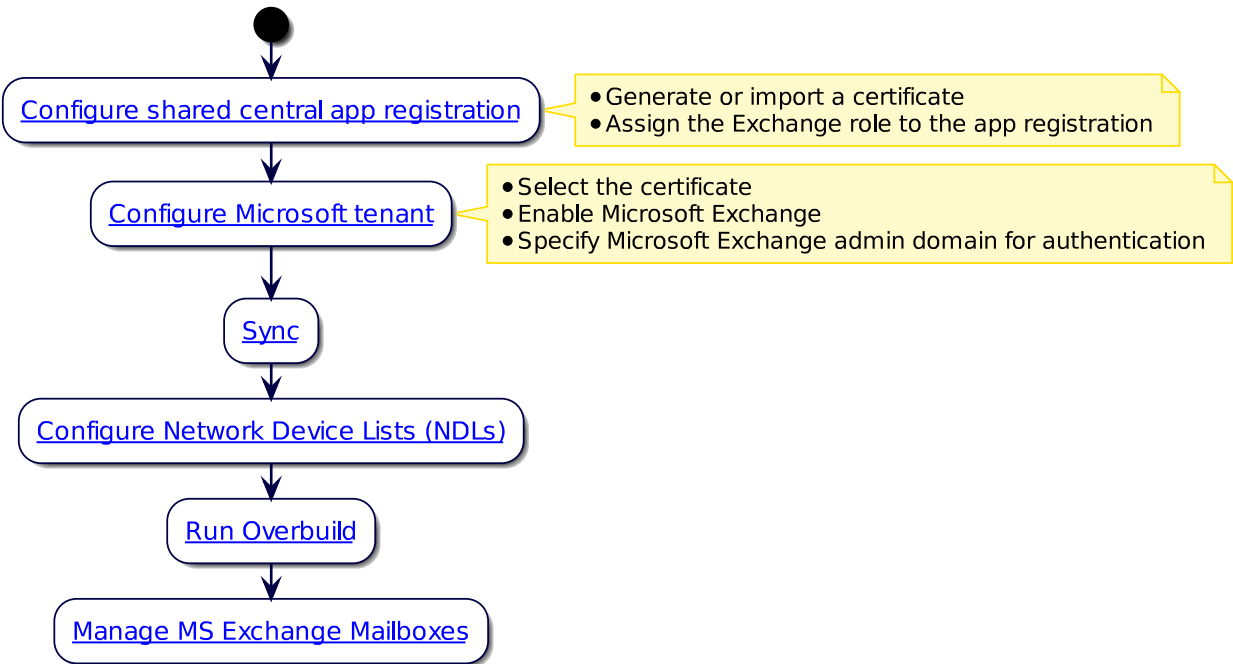 Configure shared central app registration
• Generate or import a certificate
• Assign the Exchange role to the app registration
Configure Microsoft tenant
• Select the certificate
• Enable Microsoft Exchange
• Specify Microsoft Exchange admin domain for authentication
Sync
Configure Network Device Lists (NDLs)
Run Overbuild
Manage MS Exchange Mailboxes